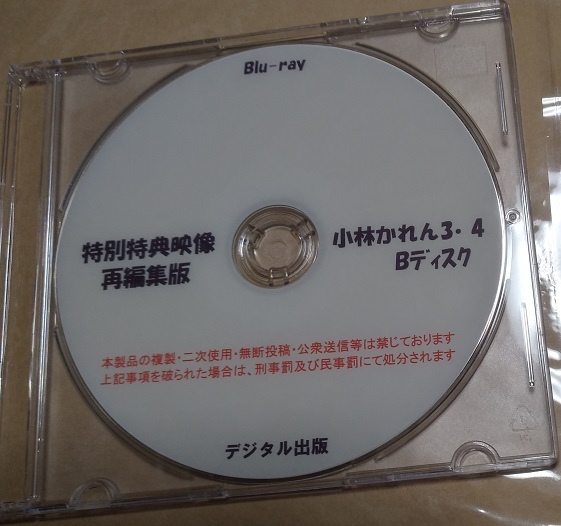 Blu-ray
特別特典映像
再編集版
小林かれん3・4
Bディスク
本製品の複製・二次使用・無断投稿・公衆送信等は禁じております
上記事項を破られた場合は、刑事罰及び民事罰にて処分されます
デジタル出版